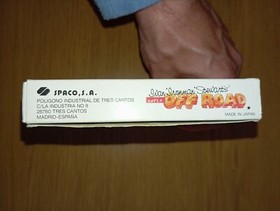 SPACO, S.A.
POLIGONO INDUSTRIAL DE TRES CANTOS
C/LA INDUSTRIA NO 8
28760 TRES CANTOS
MADRID-ESPAÑA
Ivan "Ironman" Stewart's
SUPER OFF ROAD
MADE IN JAPAN